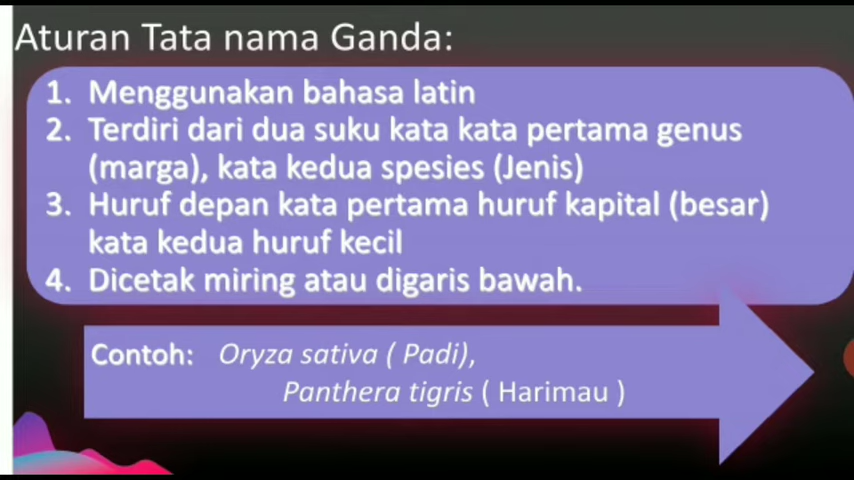 Aturan Tata nama Ganda:
1. Menggunakan bahasa latin
2. Terdiri dari dua suku kata kata pertama genus
(marga), kata kedua spesies (Jenis)
3. Huruf depan kata pertama huruf kapital (besar)
kata kedua huruf kecil
4. Dicetak miring atau digaris bawah.
Contoh: Oryza sativa ( Padi),
Panthera tigris ( Harimau )